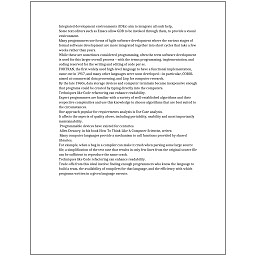 Integrated development environments (IDEs) aim to integrate all such help.
Some text editors such as Emacs allow GDB to be invoked through them, to provide a visual
environment.
Many programmers use forms of Agile software development where the various stages of
formal software development are more integrated together into short cycles that take a few
weeks rather than years.
While these are sometimes considered programming, often the term software development
is used for this larger overall process – with the terms programming, implementation, and
coding reserved for the writing and editing of code per se.
FORTRAN, the first widely used high-level language to have a functional implementation,
came out in 1957, and many other languages were soon developed—in particular, COBOL
aimed at commercial data processing, and Lisp for computer research.
By the late 1960s, data storage devices and computer terminals became inexpensive enough
that programs could be created by typing directly into the computers.
Techniques like Code refactoring can enhance readability.
Expert programmers are familiar with a variety of well-established algorithms and their
respective complexities and use this knowledge to choose algorithms that are best suited to
the circumstances.
One approach popular for requirements analysis is Use Case analysis.
It affects the aspects of quality above, including portability, usability and most importantly
maintainability.
Programmable devices have existed for centuries.
Allen Downey, in his book How To Think Like A Computer Scientist, writes:
Many computer languages provide a mechanism to call functions provided by shared
libraries.
For example, when a bug in a compiler can make it crash when parsing some large source
file, a simplification of the test case that results in only few lines from the original source file
can be sufficient to reproduce the same crash.
Techniques like Code refactoring can enhance readability.
Trade-offs from this ideal involve finding enough programmers who know the language to
build a team, the availability of compilers for that language, and the efficiency with which
programs written in a given language execute.